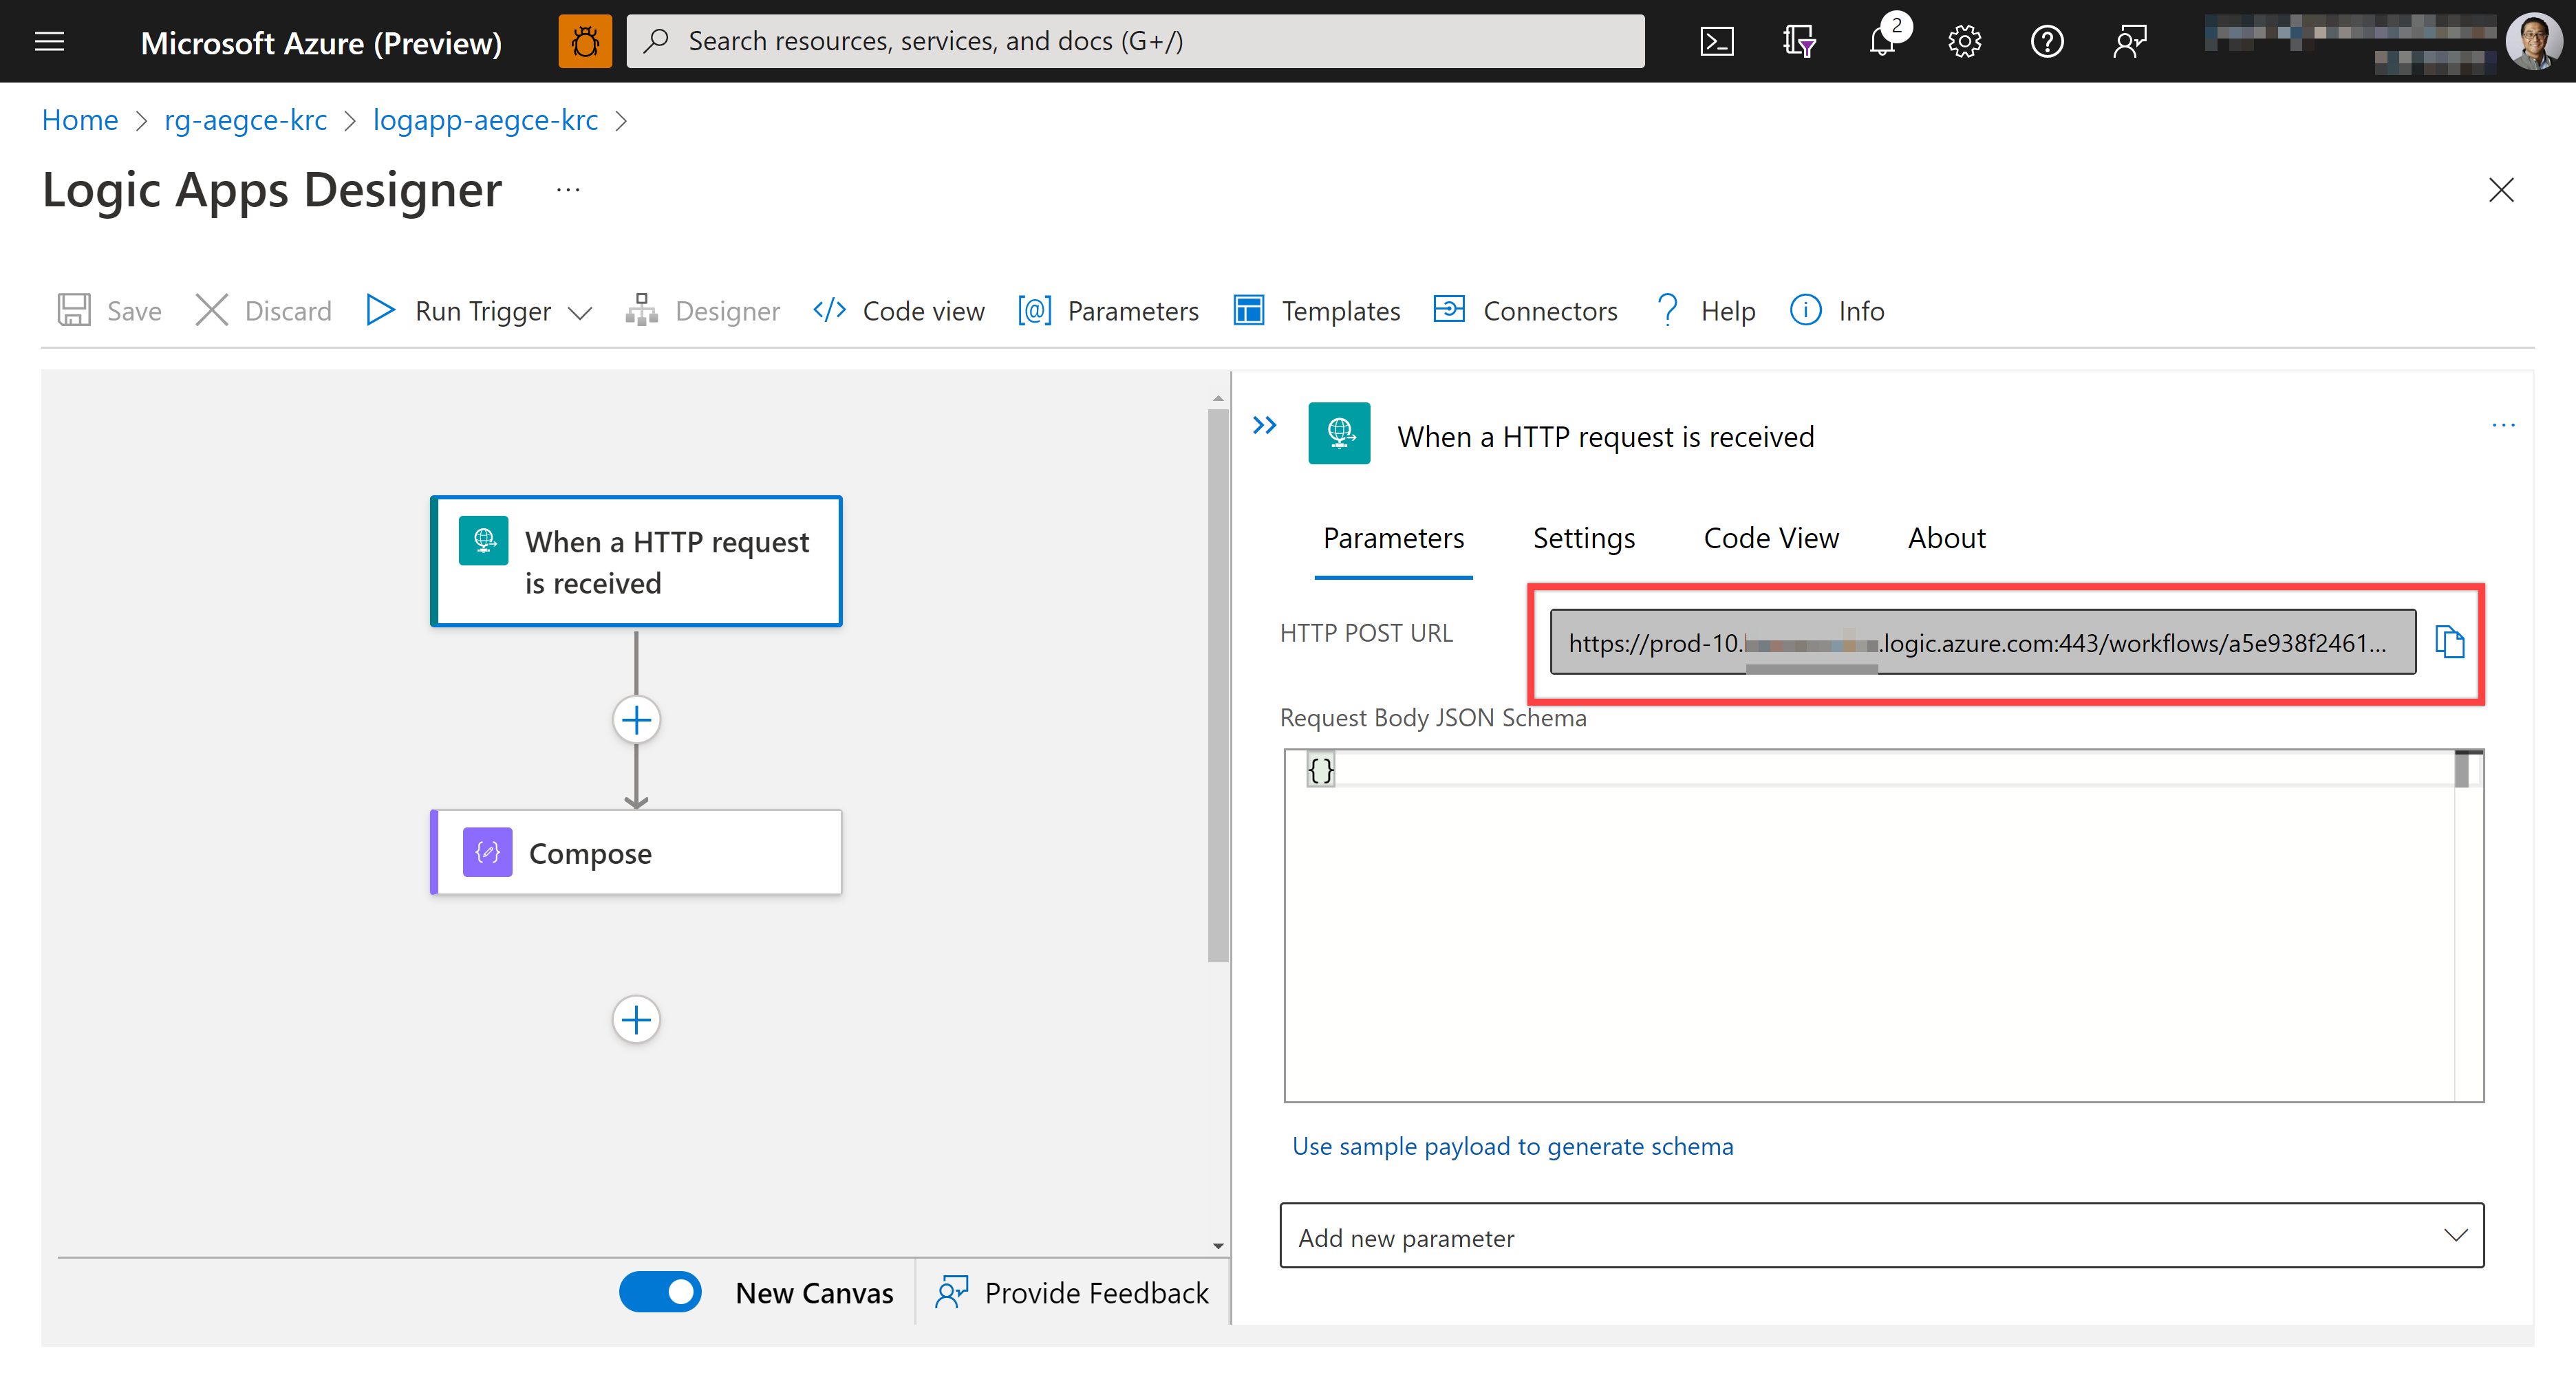 Microsoft Azure (Preview)
Search resources, services, and docs (G+/)
2
Home > rg-aegce-krc > logapp-aegce-krc >
Logic Apps Designer ...
Save
Discard
Run Trigger
Designer
Code view
Parameters
Templates
Connectors
Help
Info
When a HTTP request
is received
Compose
New Canvas
Provide Feedback
When a HTTP request is received
Parameters
Settings
Code View
About
HTTP POST URL
https://prod-10. .logic.azure.com:443/workflows/a5e938f2461...
Request Body JSON Schema
{}
Use sample payload to generate schema
Add new parameter